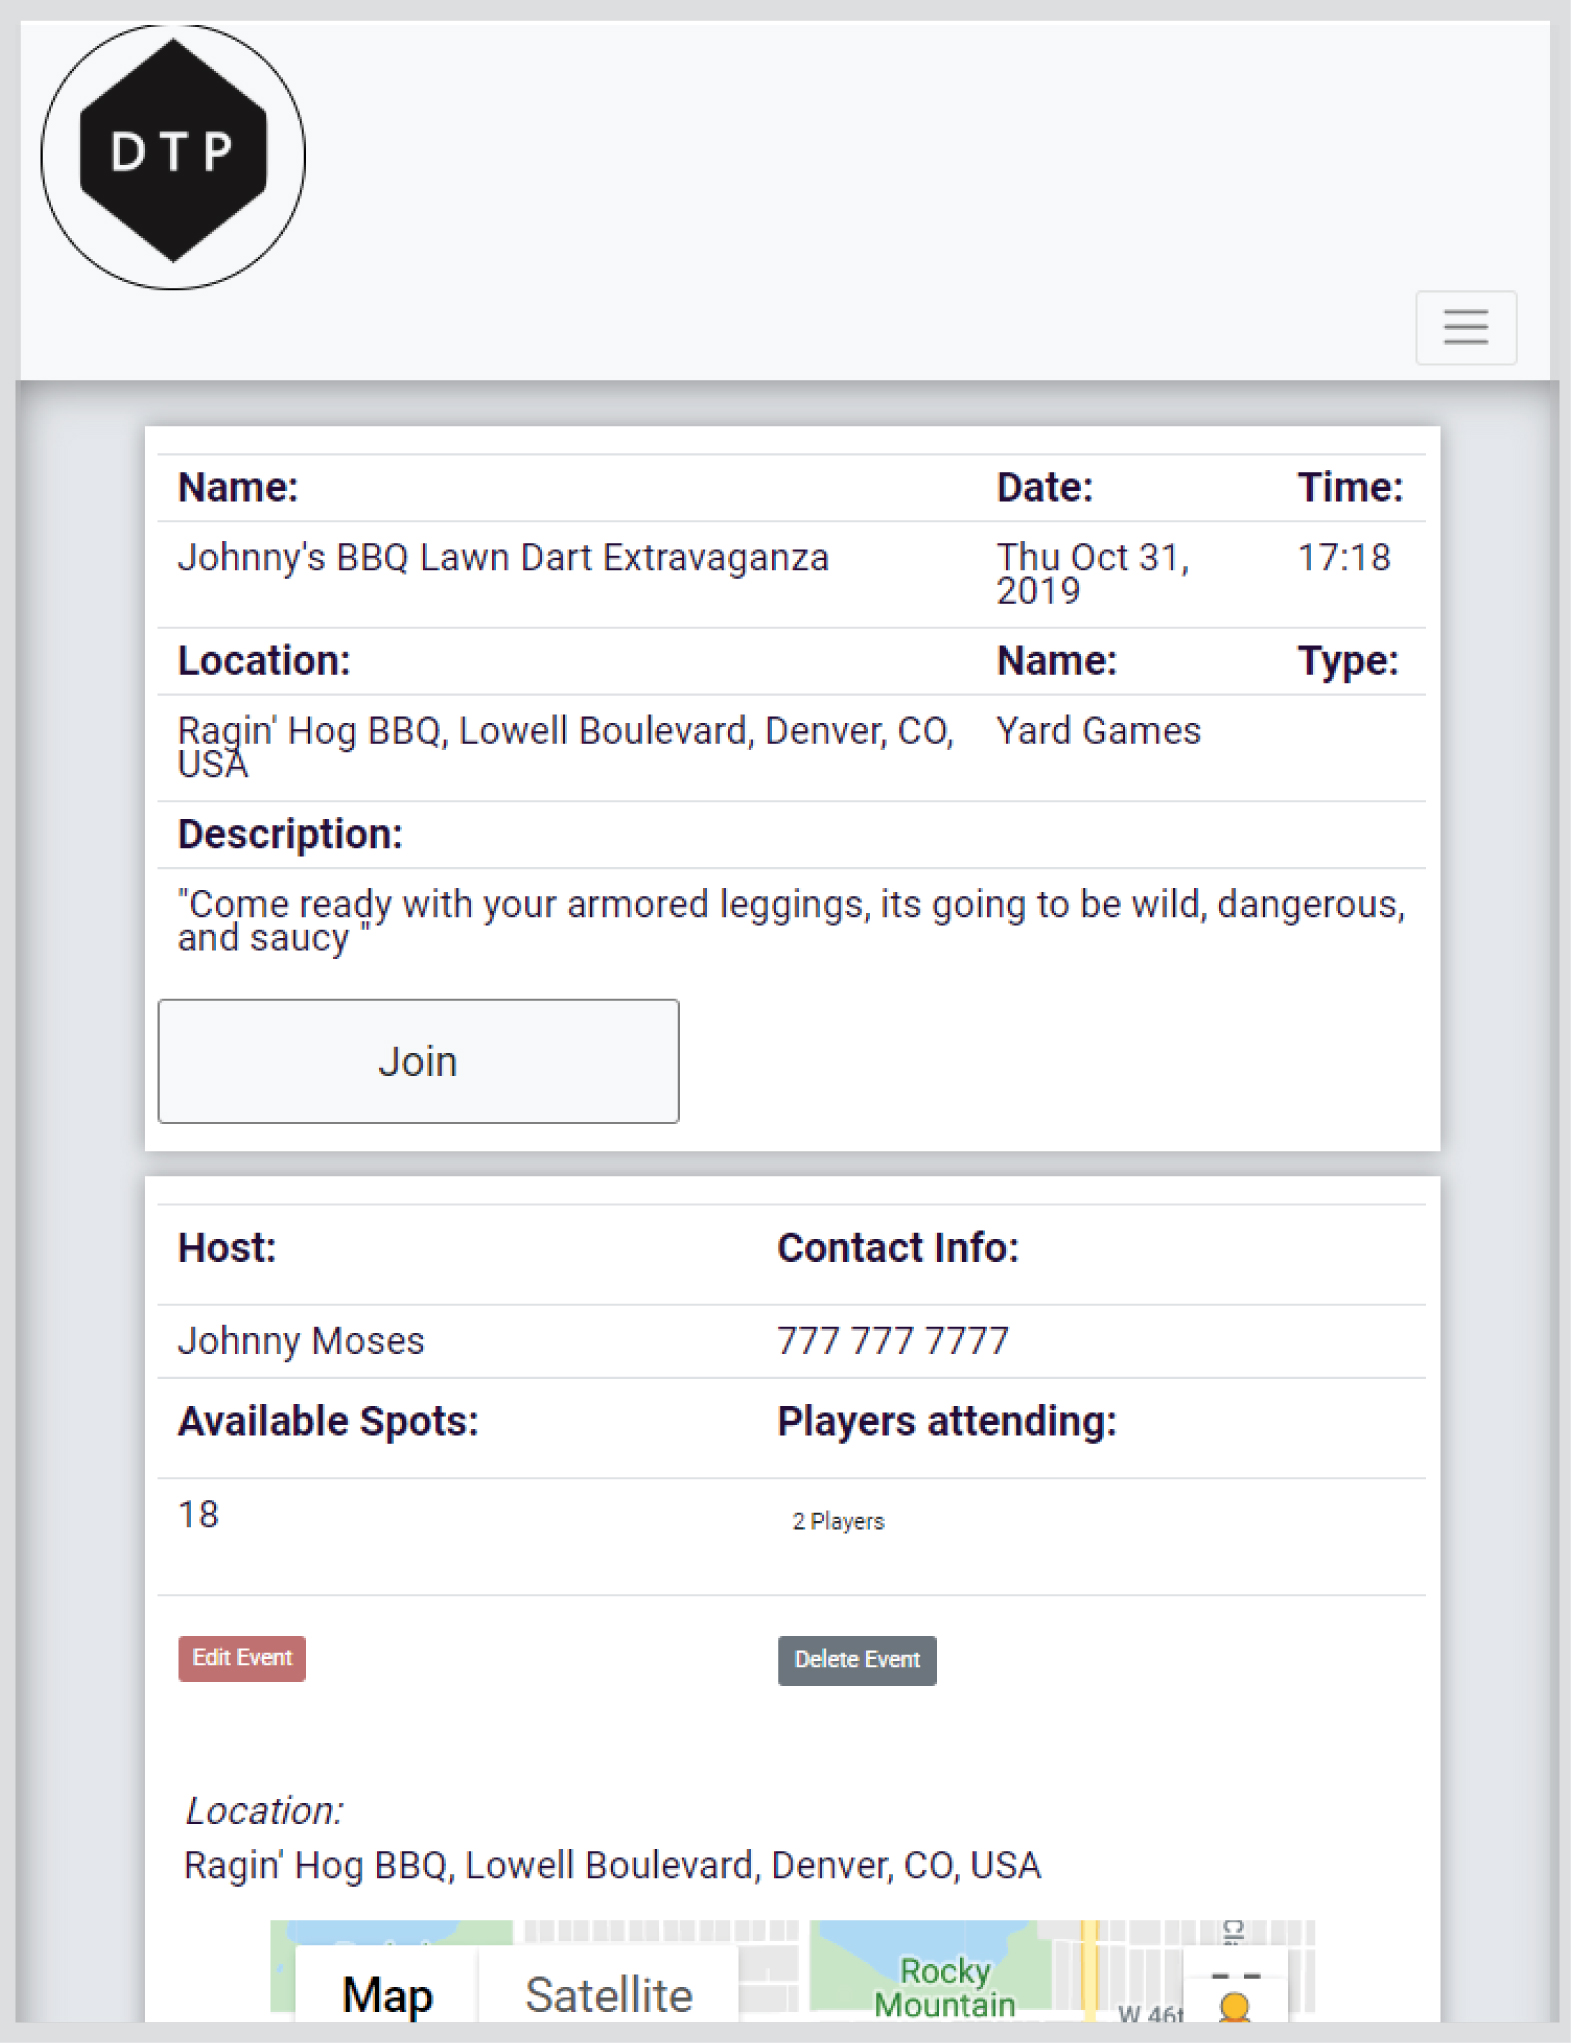 DTP
Name: Date: Time:
Johnny's BBQ Lawn Dart Extravaganza Thu Oct 31, 17:18
2019
Location: Name: Type:
Ragin' Hog BBQ, Lowell Boulevard, Denver, CO, Yard Games
USA
Description:
"Come ready with your armored leggings, its going to be wild, dangerous,
and saucy "
Join
Host: Contact Info:
Johnny Moses 777 777 7777
Available Spots: Players attending:
18 2 Players
Edit Event Delete Event
Location:
Ragin' Hog BBQ, Lowell Boulevard, Denver, CO, USA
Rocky
Map Satellite Mountain
W 46t